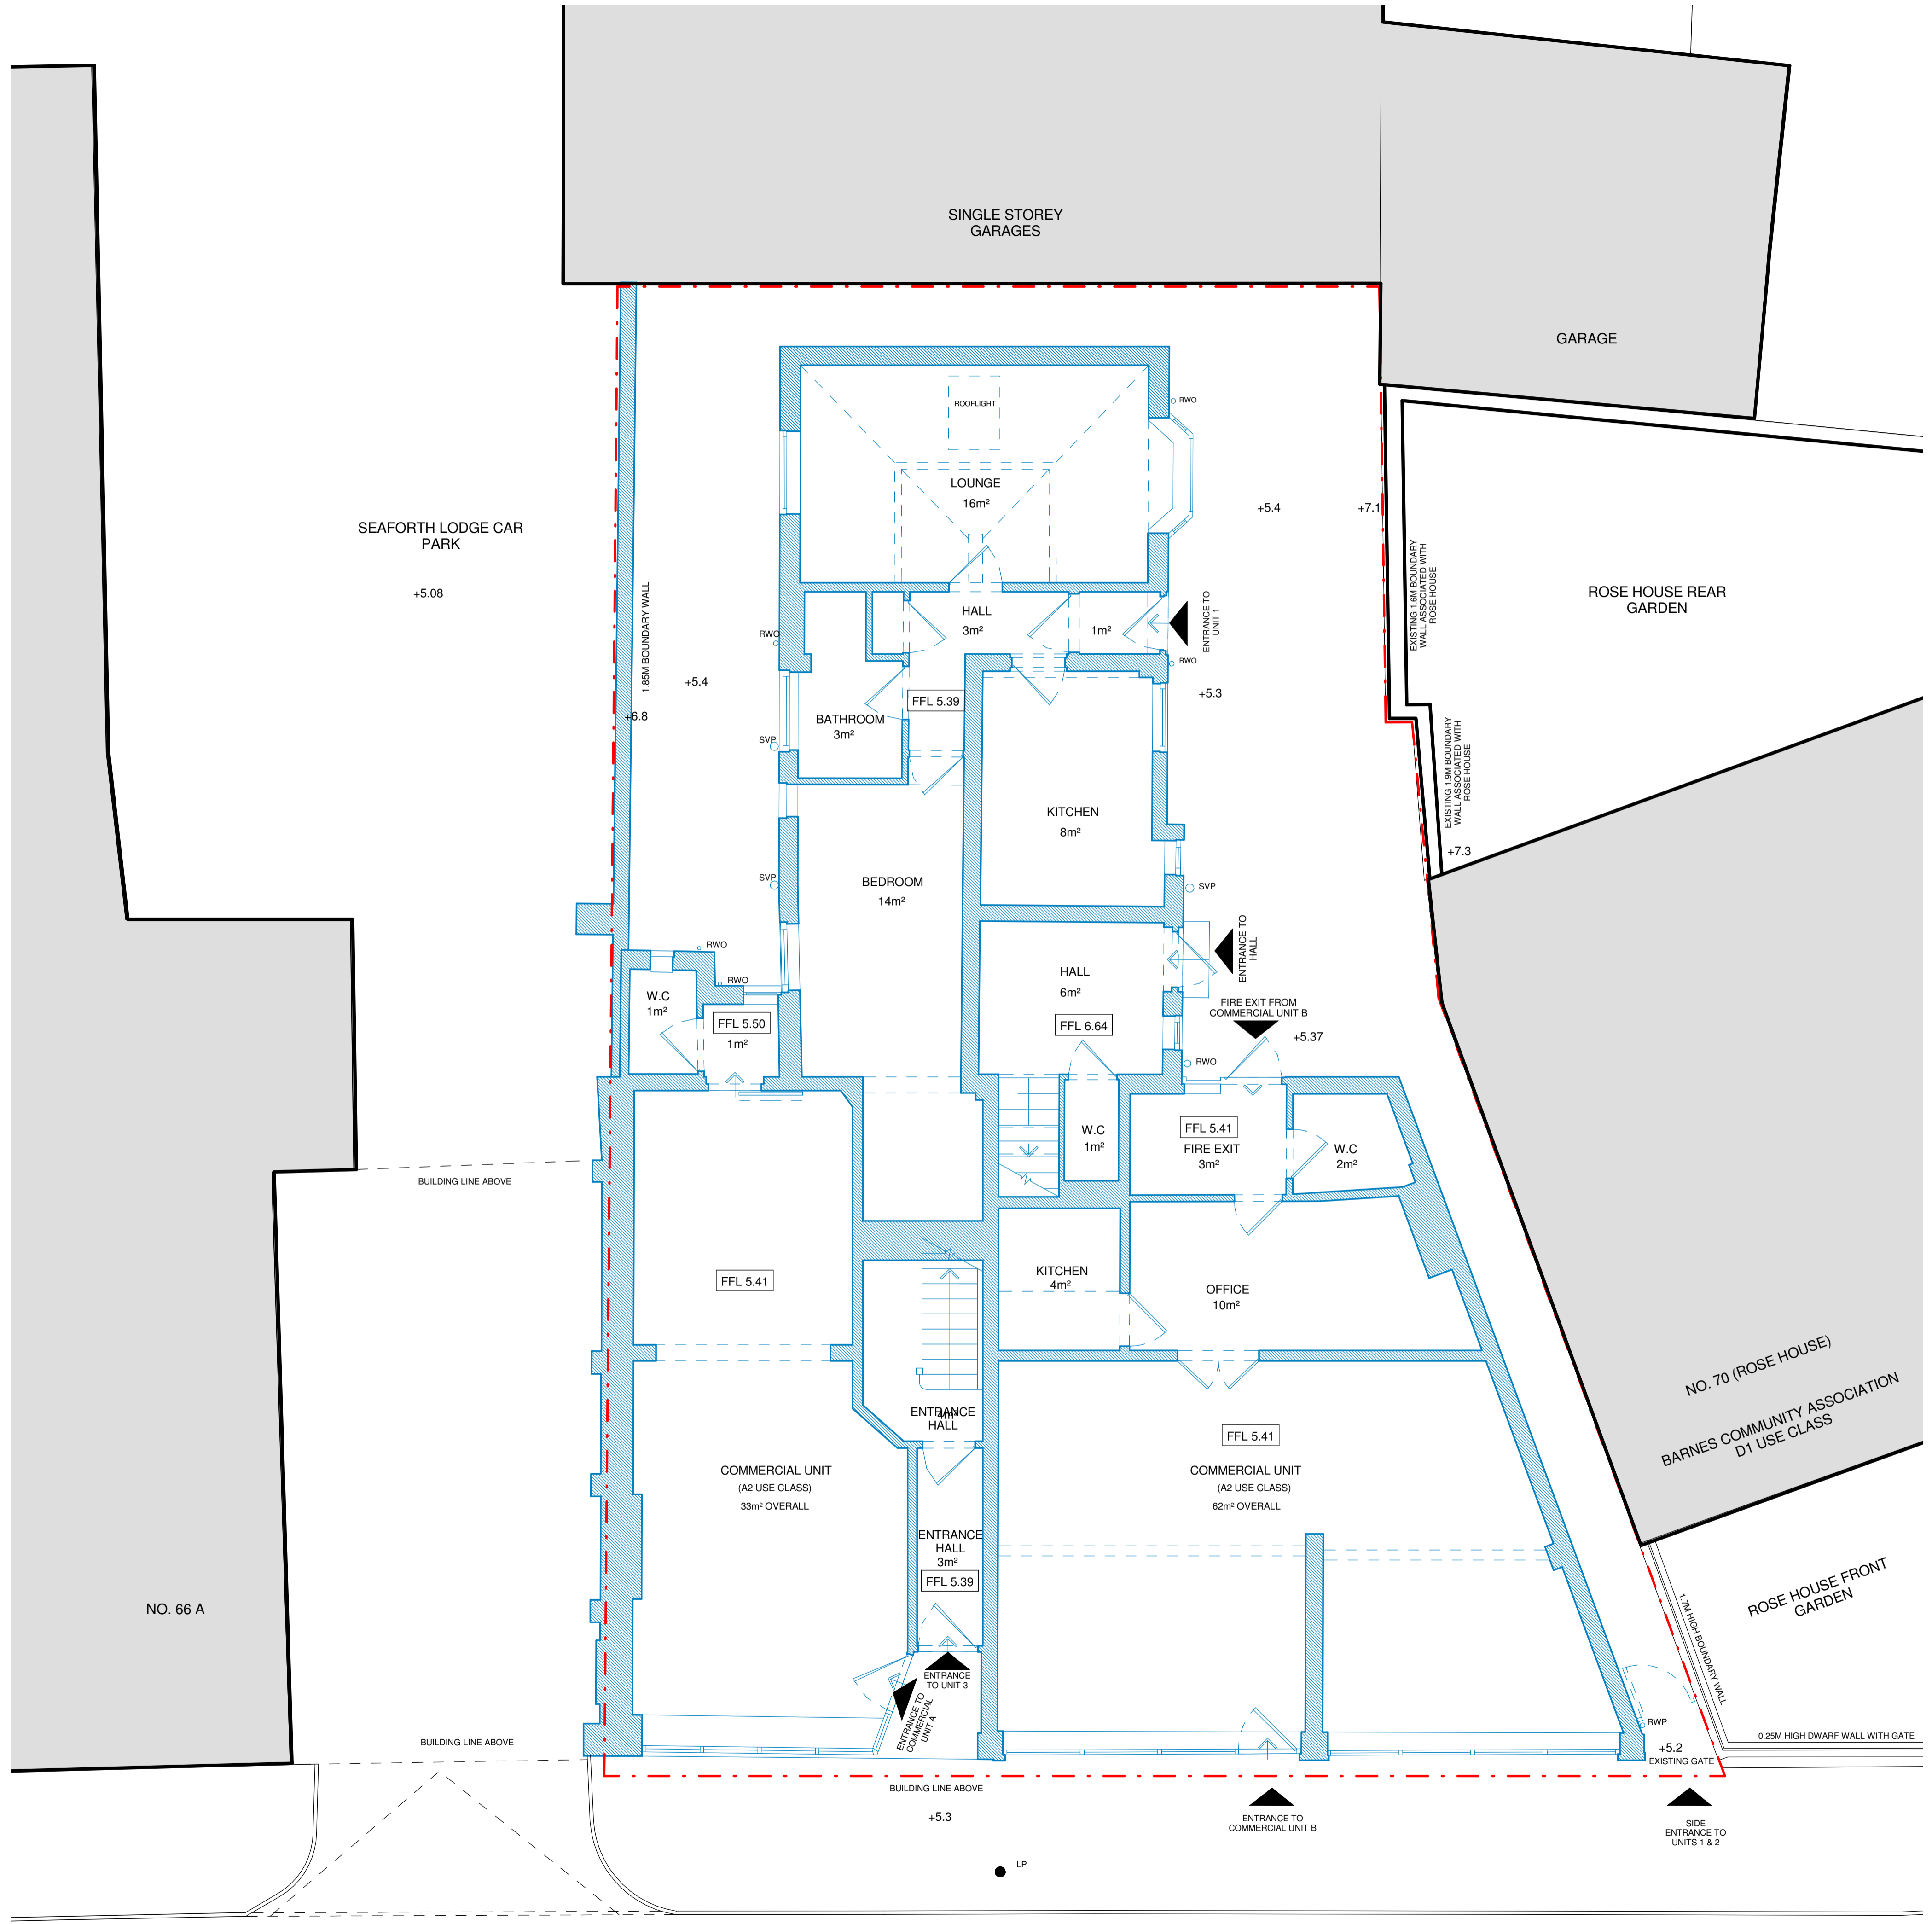 SINGLE STOREY
GARAGES
GARAGE
ROOFLIGHT
RWO
LOUNGE
16m²
+5.4
+7.1
SEAFORTH LODGE CAR
PARK
+5.08
EXISTING 1.6M BOUNDARY
WALL ASSOCIATED WITH
ROSE HOUSE
ROSE HOUSE REAR
GARDEN
1.85M BOUNDARY WALL
HALL
3m²
1m²
ENTRANCE TO
UNIT 1
RWO
RWO
+5.4
+5.3
FFL 5.39
+6.8
BATHROOM
3m²
SVP
EXISTING 1.9M BOUNDARY
WALL ASSOCIATED WITH
ROSE HOUSE
KITCHEN
8m²
+7.3
BEDROOM
14m²
SVP
SVP
RWO
ENTRANCE TO
HALL
HALL
6m²
RWO
W.C
1m²
FIRE EXIT FROM
COMMERCIAL UNIT B
FFL 5.50
1m²
FFL 6.64
+5.37
RWO
FFL 5.41
W.C
1m²
FIRE EXIT
3m²
W.C
2m²
BUILDING LINE ABOVE
FFL 5.41
KITCHEN
4m²
OFFICE
10m²
NO. 70 (ROSE HOUSE)
BARNES COMMUNITY ASSOCIATION
D1 USE CLASS
ENTRANCE
HALL
4m²
FFL 5.41
COMMERCIAL UNIT
(A2 USE CLASS)
33m² OVERALL
COMMERCIAL UNIT
(A2 USE CLASS)
62m² OVERALL
ENTRANCE
HALL
3m²
FFL 5.39
NO. 66 A
ROSE HOUSE FRONT
GARDEN
1.7M HIGH BOUNDARY WALL
ENTRANCE
TO UNIT 3
ENTRANCE TO
COMMERCIAL
UNIT A
RWP
BUILDING LINE ABOVE
0.25M HIGH DWARF WALL WITH GATE
+5.2
EXISTING GATE
BUILDING LINE ABOVE
+5.3
ENTRANCE TO
COMMERCIAL UNIT B
SIDE
ENTRANCE TO
UNITS 1 & 2
LP